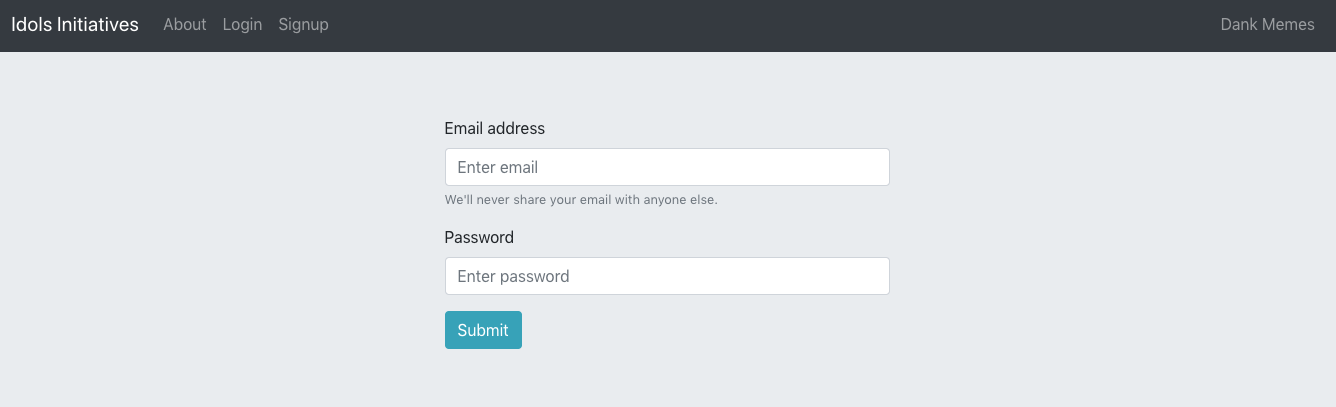 Idols Initiatives About Login Signup Dank Memes
Email address
Enter email
We'll never share your email with anyone else.
Password
Enter password
Submit